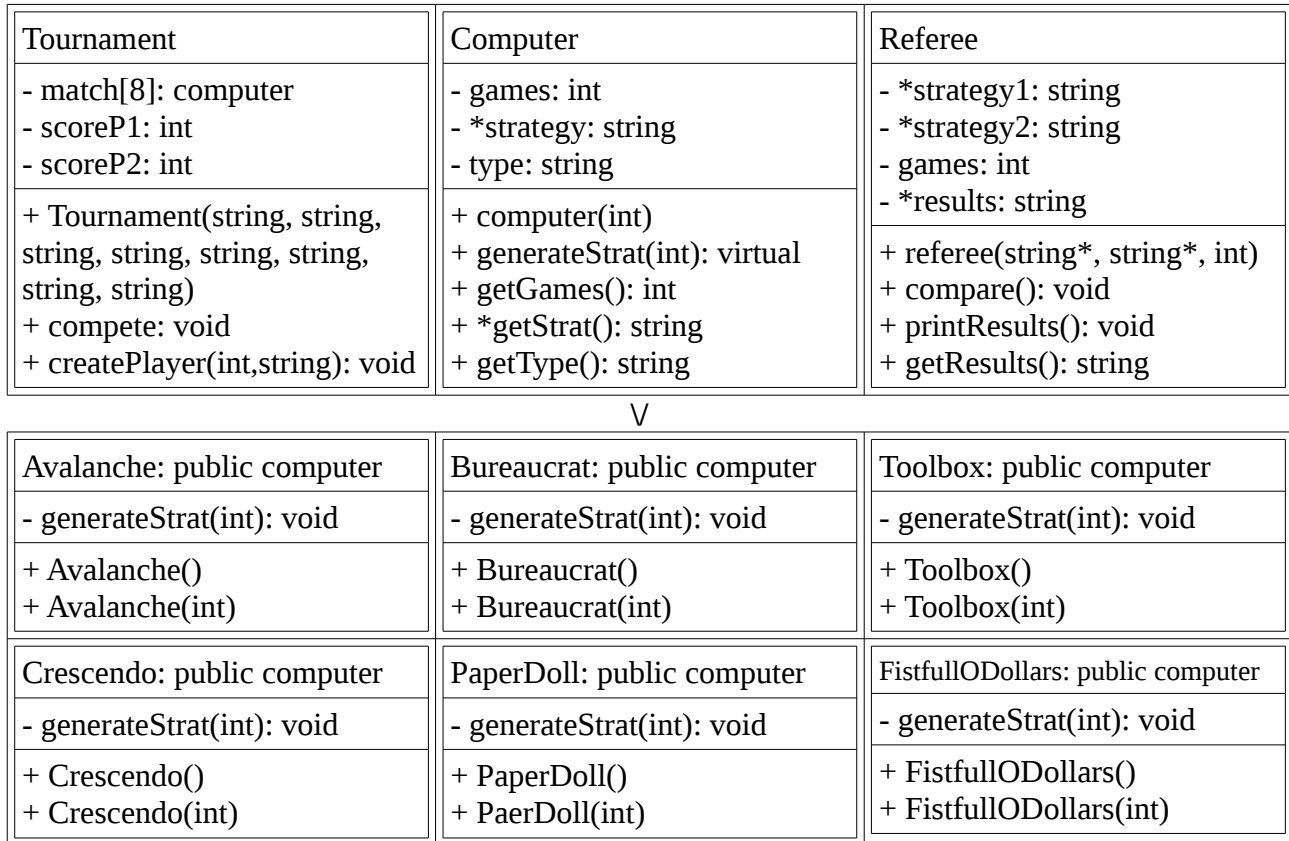 Tournament
- match[8]: computer
- scoreP1: int
- scoreP2: int
+ Tournament(string, string,
string, string, string, string,
string, string)
+ compete: void
+ createPlayer(int,string): void
Computer
- games: int
- *strategy: string
- type: string
+ computer(int)
+ generateStrat(int): virtual
+ getGames(): int
+ *getStrat(): string
+ getType(): string
Referee
- *strategy1: string
- *strategy2: string
- games: int
- *results: string
+ referee(string*, string*, int)
+ compare(): void
+ printResults(): void
+ getResults(): string
\/
Avalanche: public computer
- generateStrat(int): void
+ Avalanche()
+ Avalanche(int)
Bureaucrat: public computer
- generateStrat(int): void
+ Bureaucrat()
+ Bureaucrat(int)
Toolbox: public computer
- generateStrat(int): void
+ Toolbox()
+ Toolbox(int)
Crescendo: public computer
- generateStrat(int): void
+ Crescendo()
+ Crescendo(int)
PaperDoll: public computer
- generateStrat(int): void
+ PaperDoll()
+ PaerDoll(int)
FistfullODollars: public computer
- generateStrat(int): void
+ FistfullODollars()
+ FistfullODollars(int)